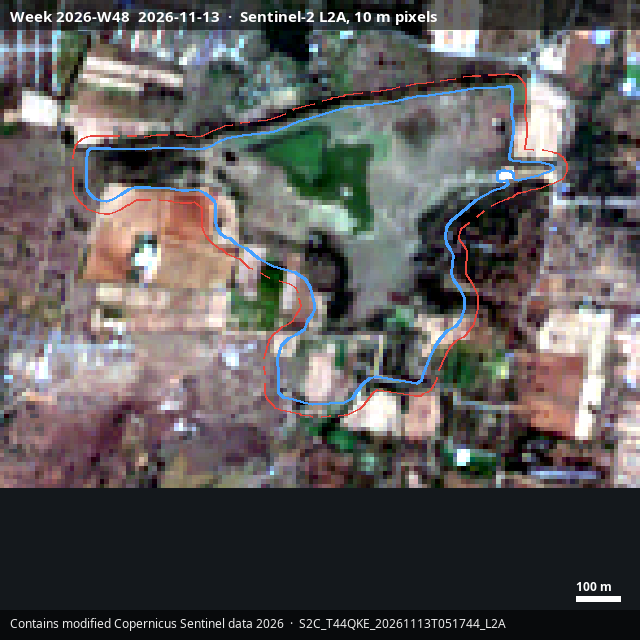 Week 2026-W48  2026-11-13  ·  Sentinel-2 L2A, 10 m pixels
100 m
Contains modified Copernicus Sentinel data 2026  ·  S2C_T44QKE_20261113T051744_L2A